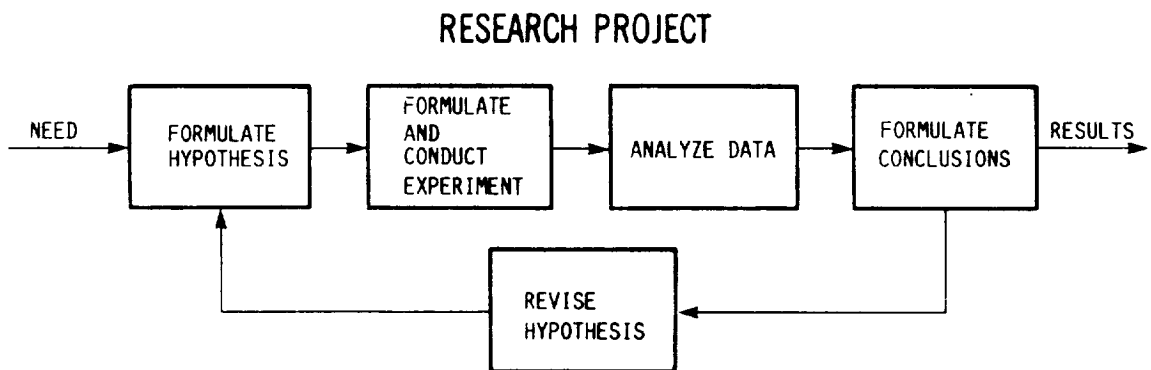 RESEARCH PROJECT
NEED
FORMULATE
HYPOTHESIS
FORMULATE
AND
CONDUCT
EXPERIMENT
ANALYZE DATA
FORMULATE
CONCLUSIONS
RESULTS
REVISE
HYPOTHESIS